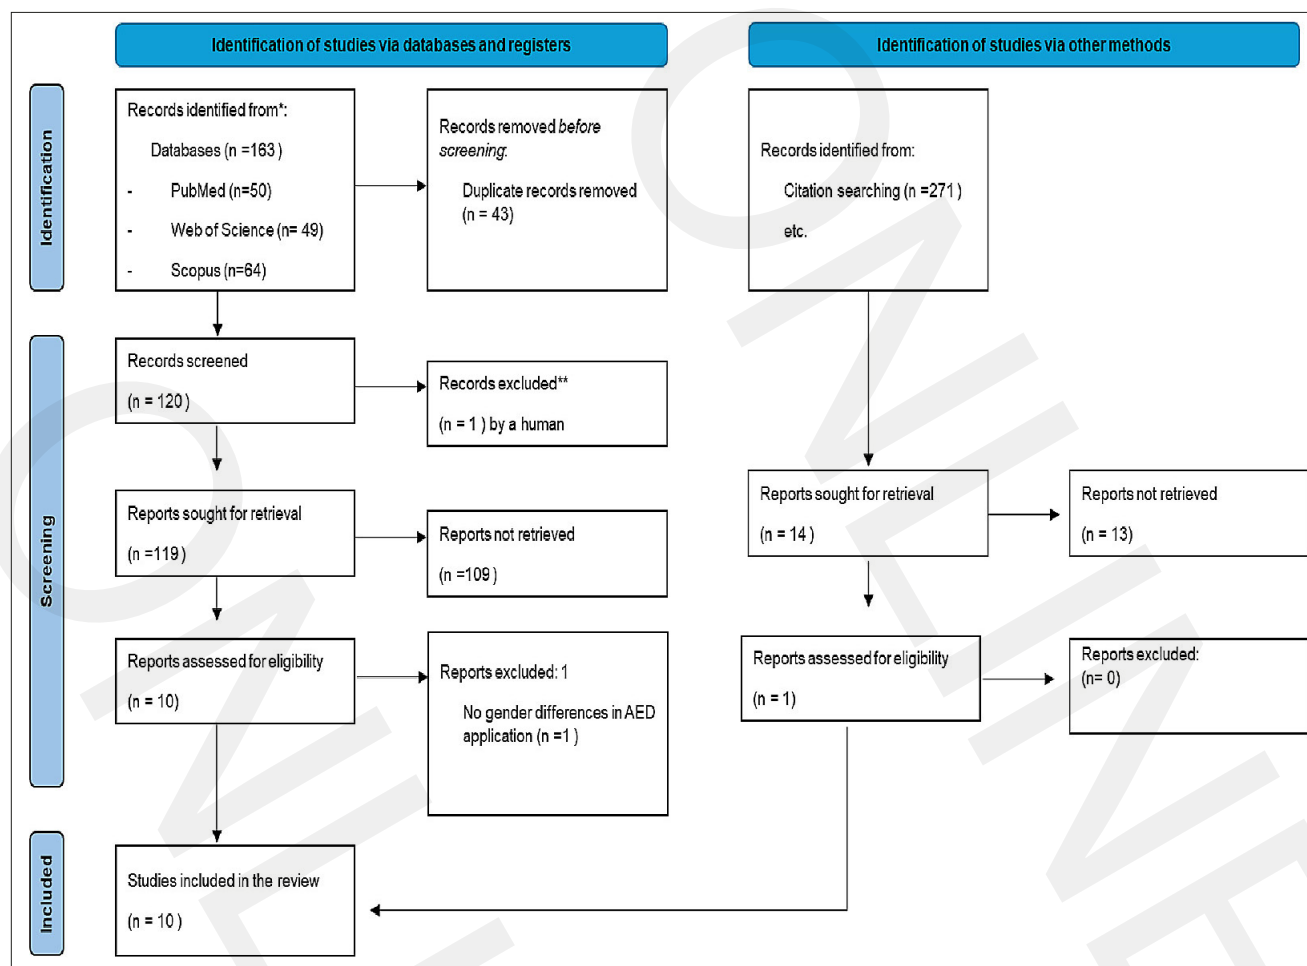 Identification of studies via databases and registers
Identification of studies via other methods
Identification
Records identified from*:
Databases (n =163)
- PubMed (n=50)
- Web of Science (n= 49)
- Scopus (n=64)
Records removed before
screening:
Duplicate records removed
(n = 43)
Records identified from:
Citation searching (n =271)
etc.
Screening
Records screened
(n = 120)
Records excluded**
(n = 1 ) by a human
Reports sought for retrieval
(n =119)
Reports not retrieved
(n =109)
Reports sought for retrieval
(n = 14 )
Reports not retrieved
(n = 13)
Reports assessed for eligibility
(n = 10)
Reports excluded: 1
No gender differences in AED
application (n =1 )
Reports assessed for eligibility
(n = 1)
Reports excluded:
(n= 0)
Included
Studies included in the review
(n = 10 )
ONLINE
ONLINE